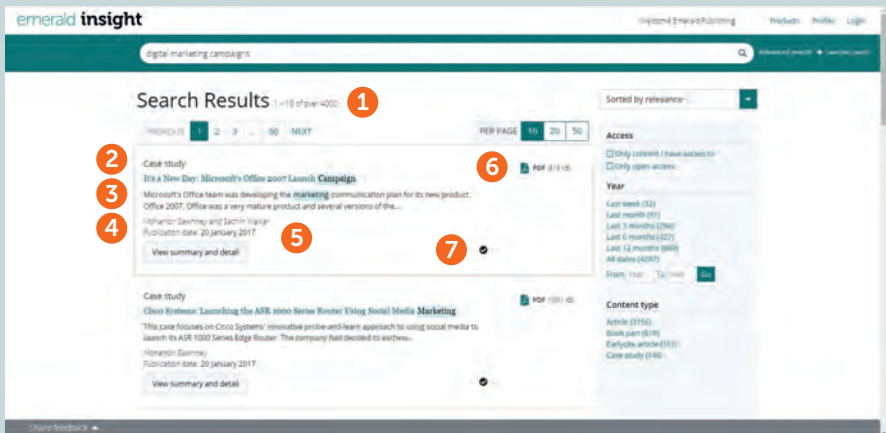 emerald insight
Welcome Emerald Publishing Products Profile Login
digital marketing campaigns
Advanced search
Search Results 1 – 10 of over 4000 1
Sorted by relevance
PREVIOUS 1 2 3 ... 50 NEXT
PER PAGE 10 20 50
Access
Only content I have access to
Only open access
Year
Last week (32)
Last month (91)
Last 3 months
Last 6 months
Last 12 months
All dates
From Year To Year Go
Content type
Article
Book part
Earlycite article
Case study
2 Case study
6 PDF
It's a New Day: Microsoft's Office 2007 Launch Campaign
3 Microsoft's Office team was developing the marketing communication plan for its new product,
Office 2007. Office was a very mature product and several versions of the...
4 Mohanbir Sawhney and Sachin Waikar
Publication date: 20 January 2017 5
View summary and detail 7
Case study
PDF
Cisco Systems: Launching the ASR 1000 Series Router Using Social Media Marketing
This case focuses on Cisco Systems' innovative probe-and-learn approach to using social media to
launch its ASR 1000 Series Edge Router. The company had decided to eschew...
Mohanbir Sawhney
Publication date: 20 January 2017
View summary and detail
Share feedback